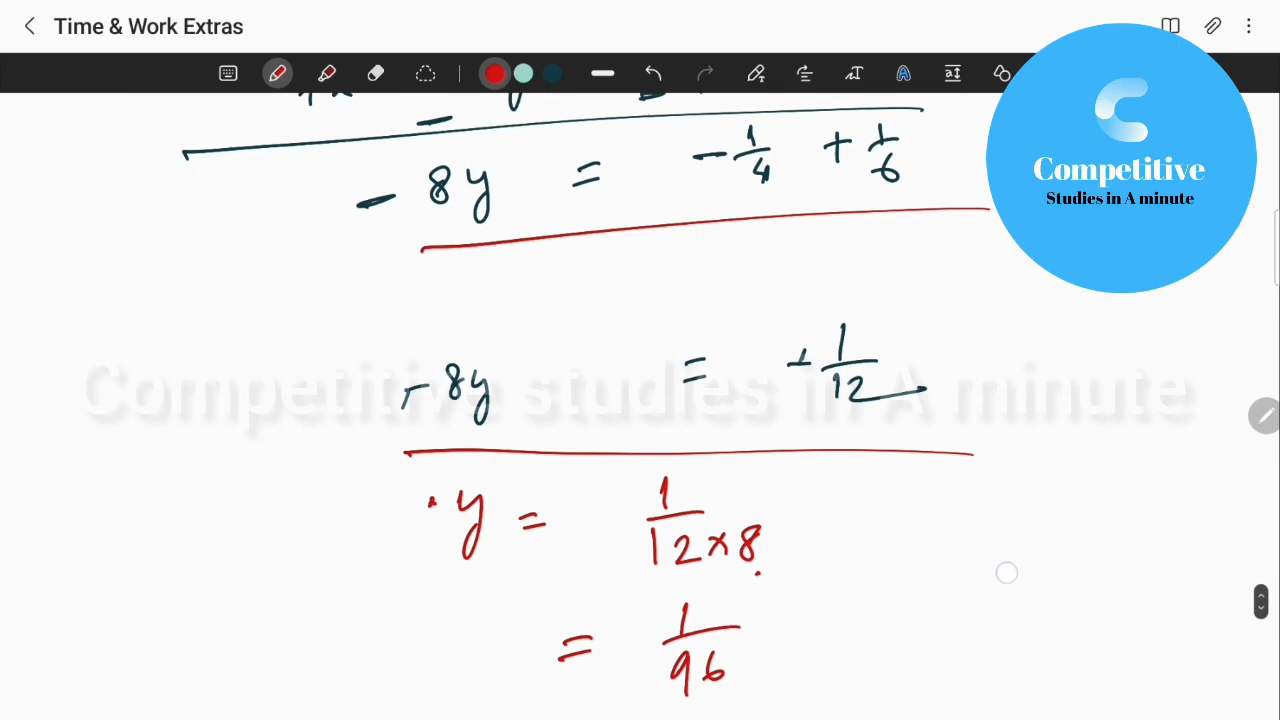 Time & Work Extras
Competitive
Studies in A minute
- 8y = - 1/4 + 1/6
- 8y = + 1/12
Competitive studies in A minute
y = 1/12×8
= 1/96